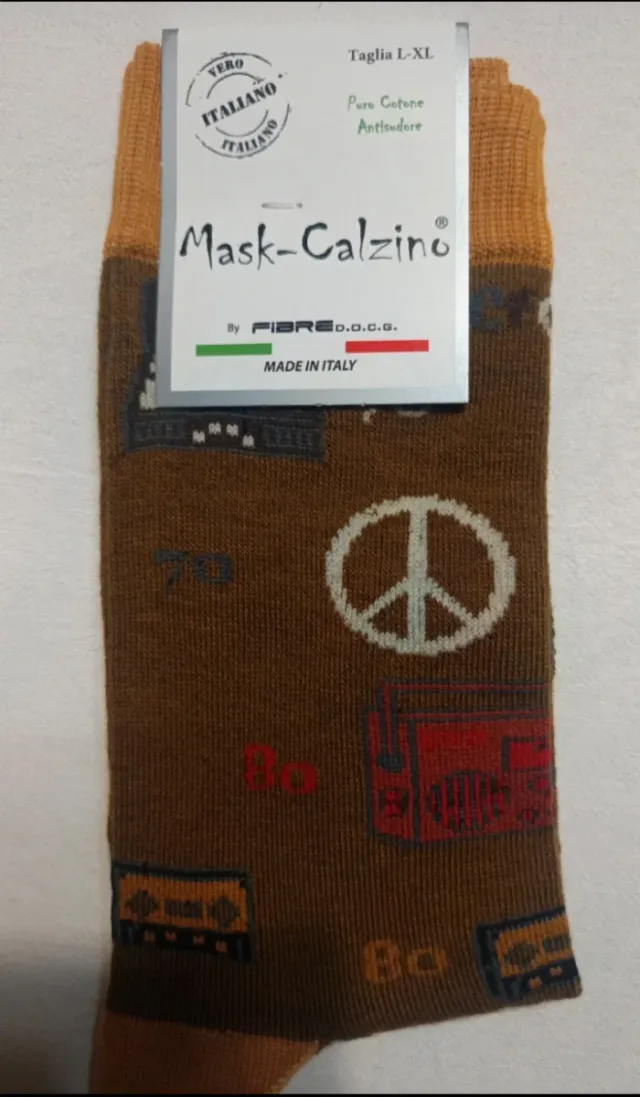 VERO
ITALIANO
ITALIANO
Taglia L-XL
Puro Cotone
Antisudore
Mask-Calzino®
By FIBRE D.O.C.G.
MADE IN ITALY
70
80
80